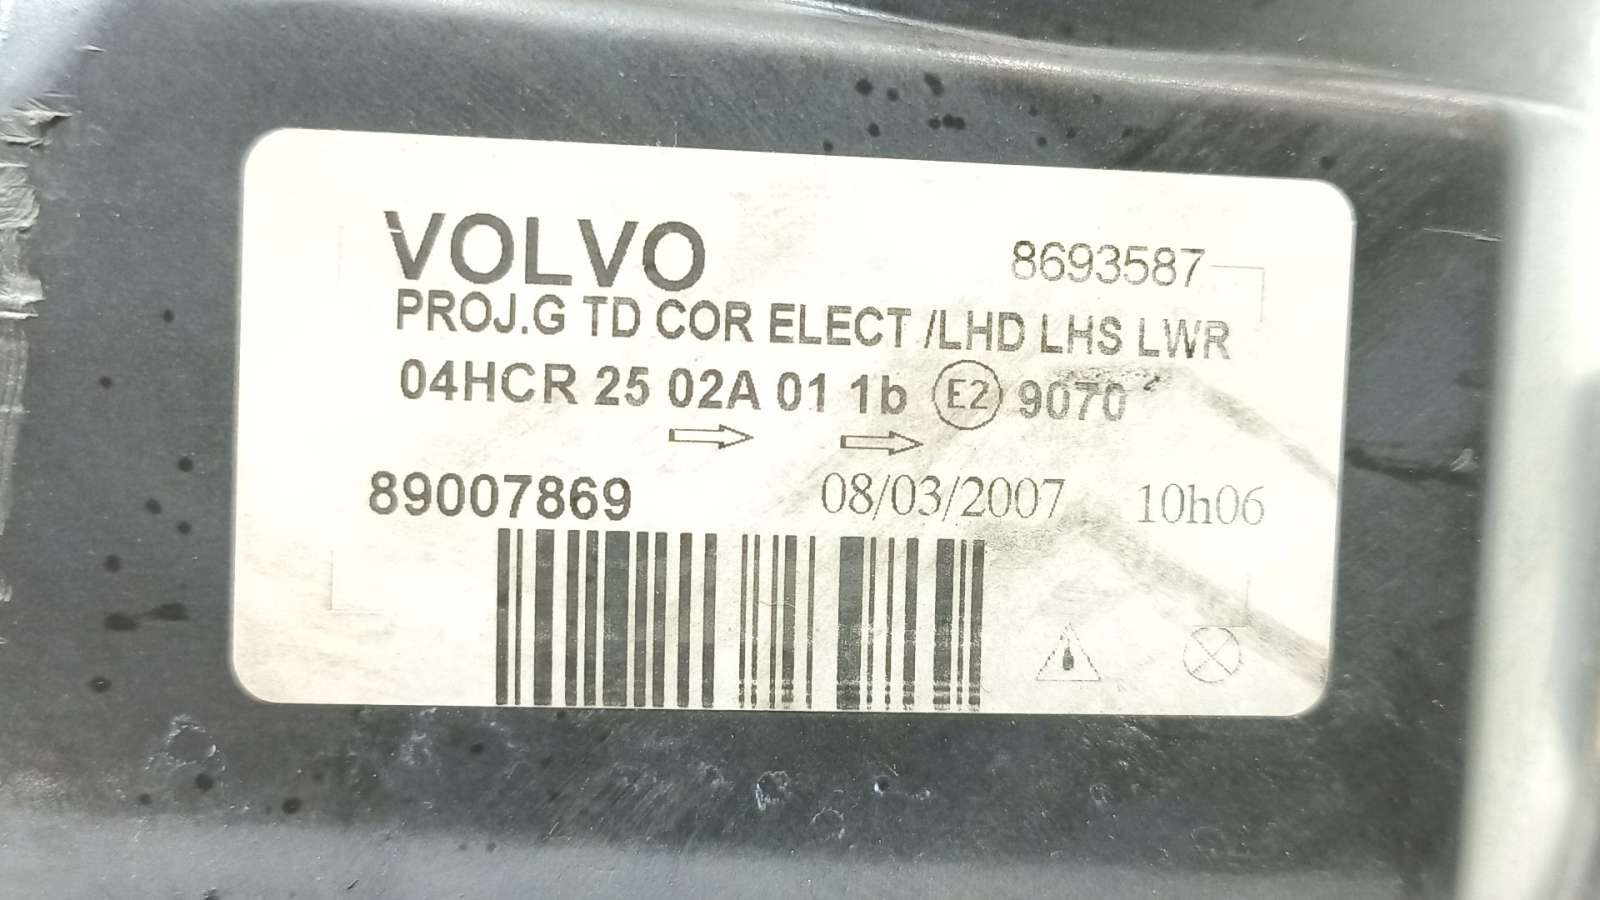 VOLVO 8693587
PROJ.G TD COR ELECT /LHD LHS LWR
04HCR 25 02A 01 1b E2 9070
89007869 08/03/2007 10h06